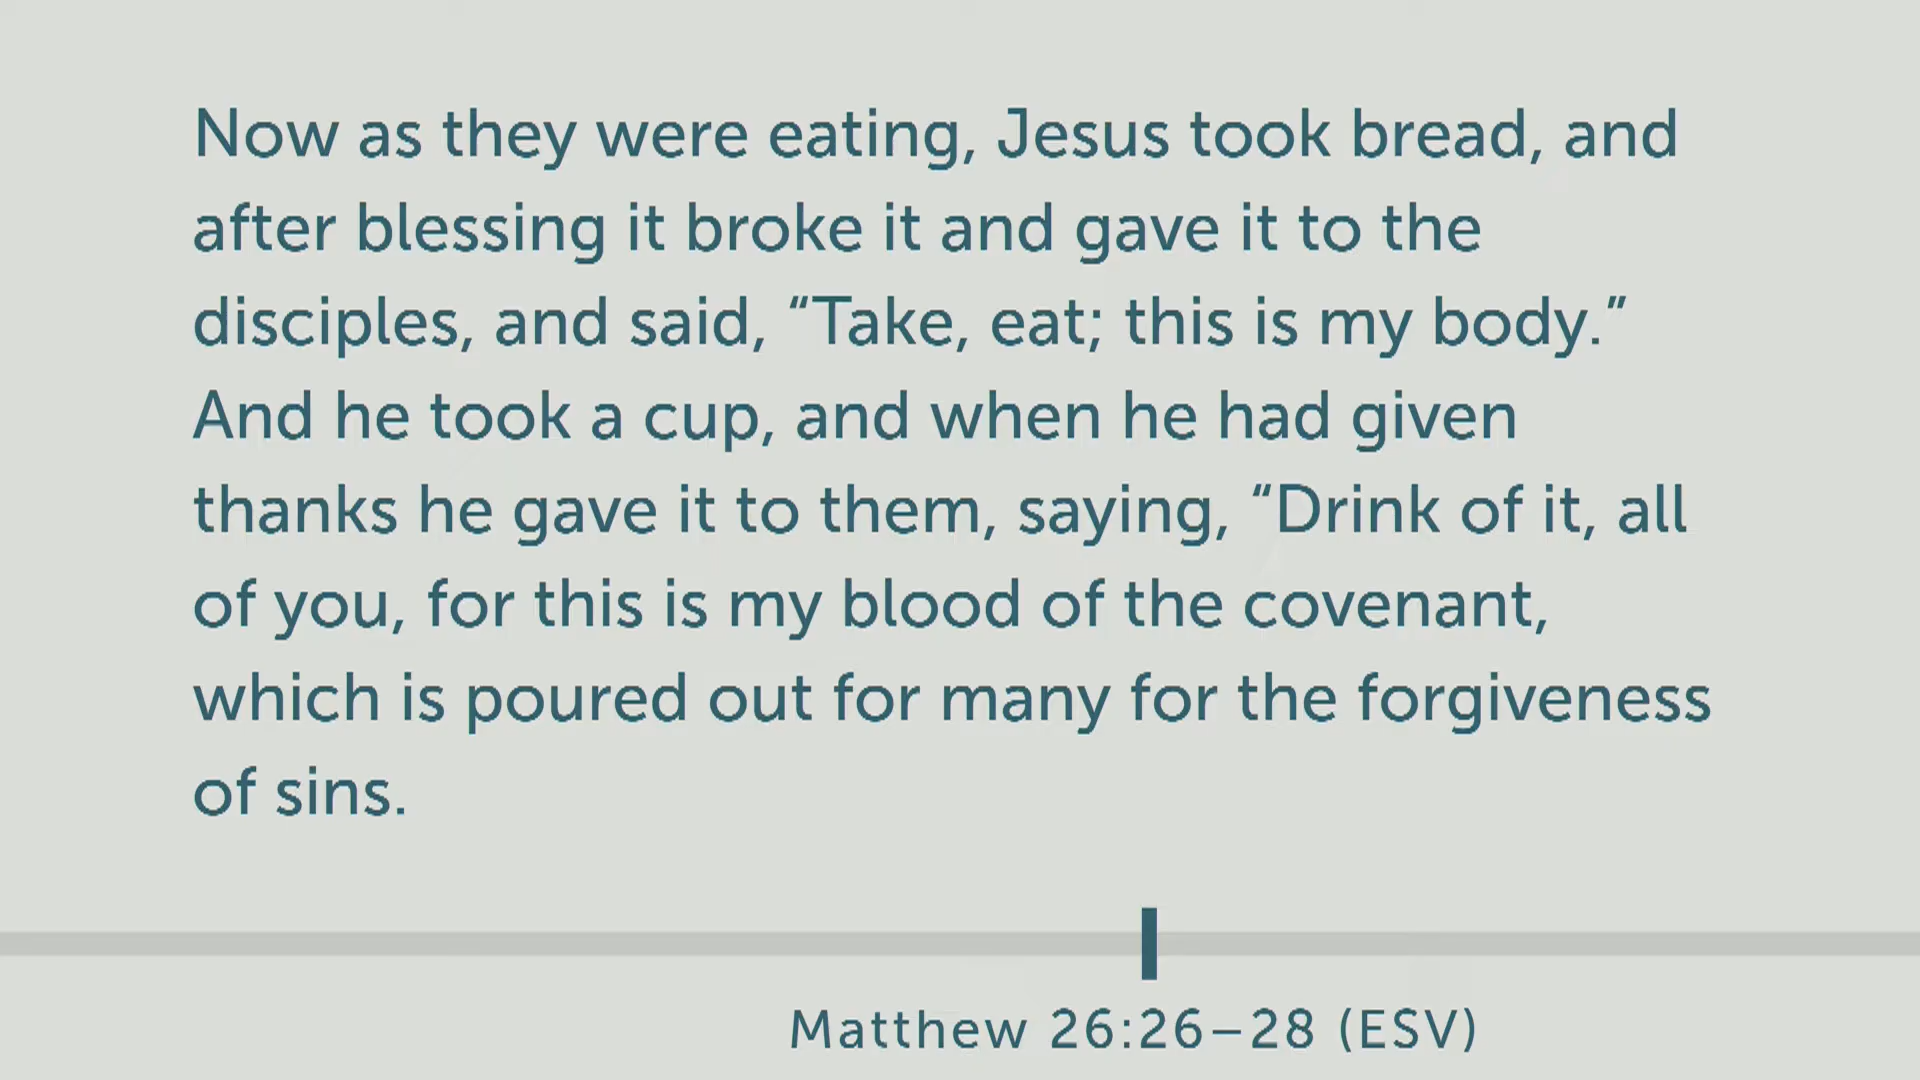 Now as they were eating, Jesus took bread, and
after blessing it broke it and gave it to the
disciples, and said, “Take, eat; this is my body.”
And he took a cup, and when he had given
thanks he gave it to them, saying, “Drink of it, all
of you, for this is my blood of the covenant,
which is poured out for many for the forgiveness
of sins.
Matthew 26:26–28 (ESV)